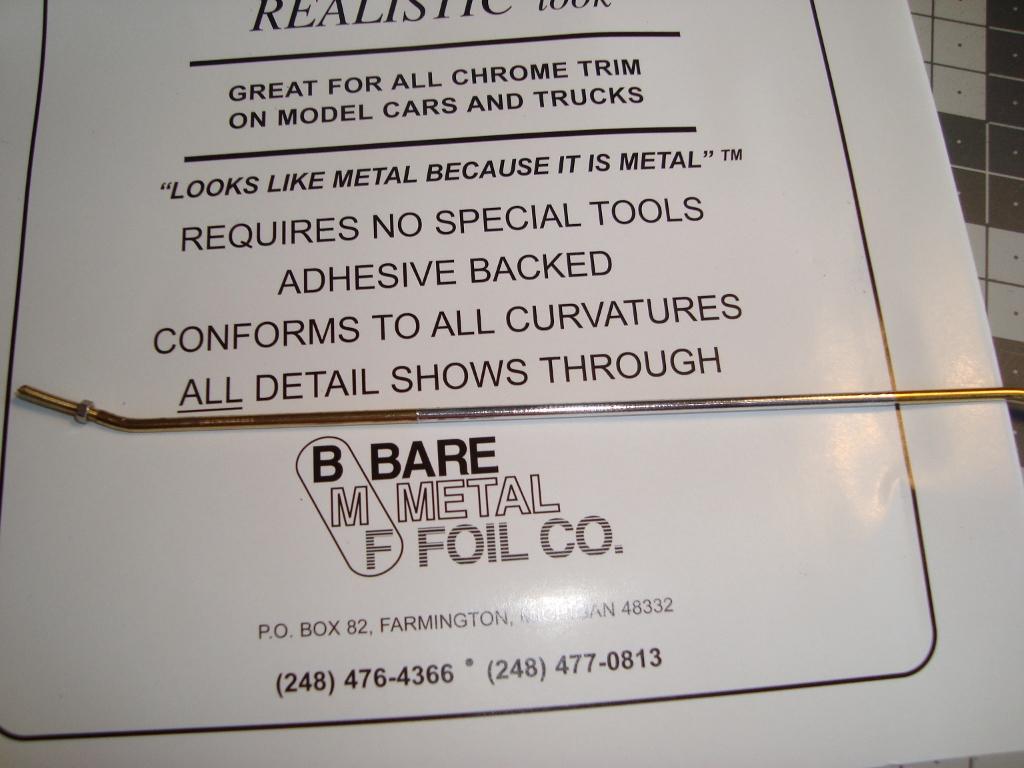 REALISTIC look
GREAT FOR ALL CHROME TRIM
ON MODEL CARS AND TRUCKS
“LOOKS LIKE METAL BECAUSE IT IS METAL” ™
REQUIRES NO SPECIAL TOOLS
ADHESIVE BACKED
CONFORMS TO ALL CURVATURES
ALL DETAIL SHOWS THROUGH
B BARE
M METAL
F FOIL CO.
P.O. BOX 82, FARMINGTON, MICHIGAN 48332
(248) 476-4366 • (248) 477-0813